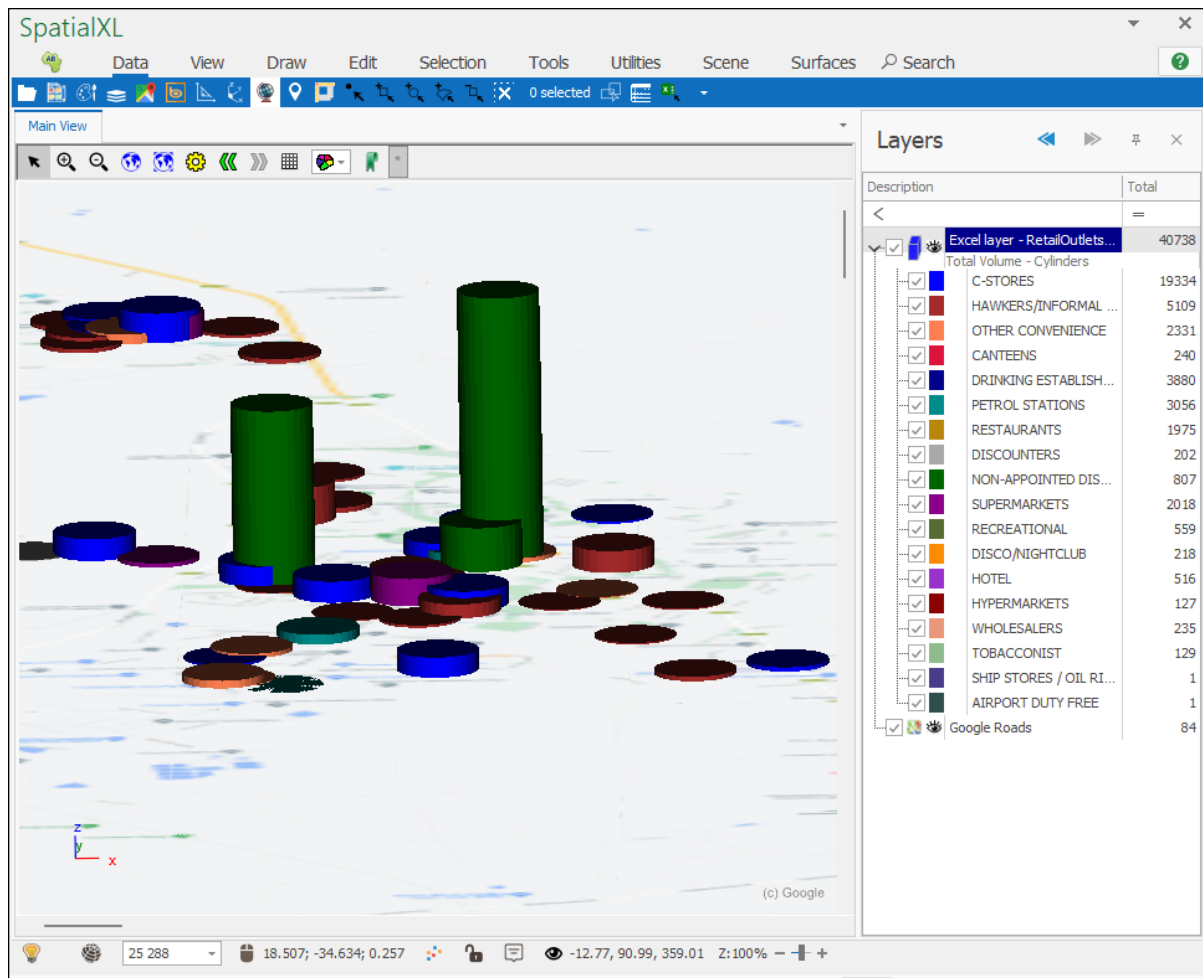 SpatialXL
AB
Data View Draw Edit Selection Tools Utilities Scene Surfaces Search
0 selected
Main View
Layers
Description Total
< =
Excel layer - RetailOutlets... 40738
Total Volume - Cylinders
C-STORES 19334
HAWKERS/INFORMAL ... 5109
OTHER CONVENIENCE 2331
CANTEENS 240
DRINKING ESTABLISH... 3880
PETROL STATIONS 3056
RESTAURANTS 1975
DISCOUNTERS 202
NON-APPOINTED DIS... 807
SUPERMARKETS 2018
RECREATIONAL 559
DISCO/NIGHTCLUB 218
HOTEL 516
HYPERMARKETS 127
WHOLESALERS 235
TOBACCONIST 129
SHIP STORES / OIL RI... 1
AIRPORT DUTY FREE 1
Google Roads 84
z
y
x
(c) Google
25 288 18.507; -34.634; 0.257 -12.77, 90.99, 359.01 Z:100%